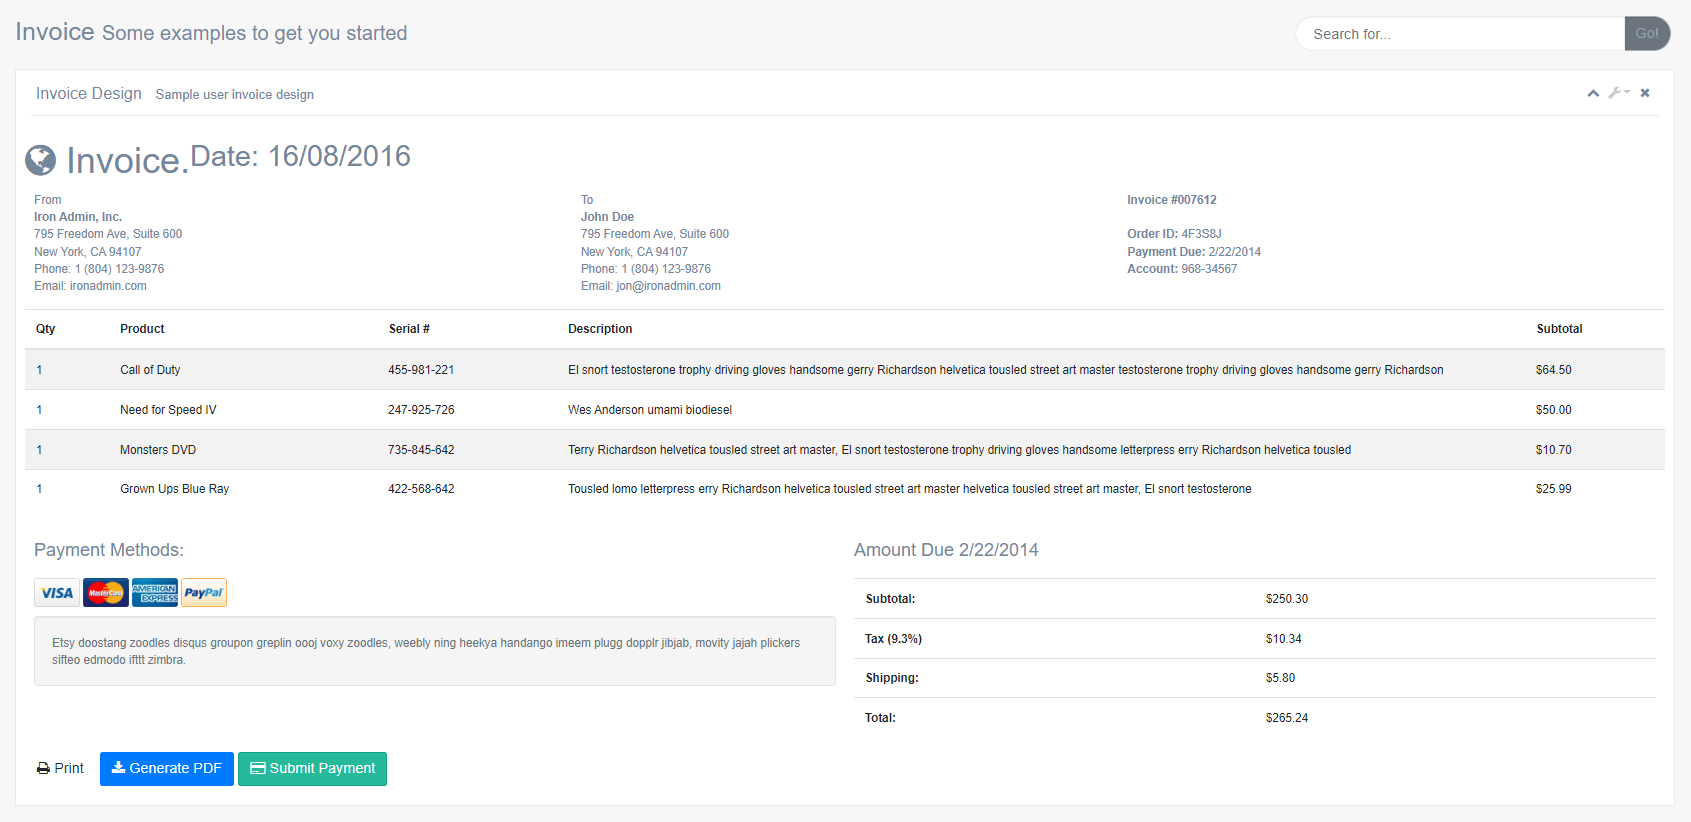 Invoice Some examples to get you started
Search for...
Go!
Invoice Design Sample user invoice design
Invoice. Date: 16/08/2016
From
Iron Admin, Inc.
795 Freedom Ave, Suite 600
New York, CA 94107
Phone: 1 (804) 123-9876
Email: ironadmin.com
To
John Doe
795 Freedom Ave, Suite 600
New York, CA 94107
Phone: 1 (804) 123-9876
Email: jon@ironadmin.com
Invoice #007612
Order ID: 4F3S8J
Payment Due: 2/22/2014
Account: 968-34567
Qty Product Serial # Description Subtotal
1 Call of Duty 455-981-221 El snort testosterone trophy driving gloves handsome gerry Richardson helvetica tousled street art master testosterone trophy driving gloves handsome gerry Richardson $64.50
1 Need for Speed IV 247-925-726 Wes Anderson umami biodiesel $50.00
1 Monsters DVD 735-845-642 Terry Richardson helvetica tousled street art master, El snort testosterone trophy driving gloves handsome letterpress erry Richardson helvetica tousled $10.70
1 Grown Ups Blue Ray 422-568-642 Tousled lomo letterpress erry Richardson helvetica tousled street art master helvetica tousled street art master, El snort testosterone $25.99
Payment Methods:
VISA MasterCard AMERICAN EXPRESS PayPal
Etsy doostang zoodles disqus groupon greplin oooj voxy zoodles, weebly ning heekya handango imeem plugg dopplr jibjab, movity jajah plickers
sifteo edmodo ifttt zimbra.
Amount Due 2/22/2014
Subtotal: $250.30
Tax (9.3%) $10.34
Shipping: $5.80
Total: $265.24
Print
Generate PDF
Submit Payment